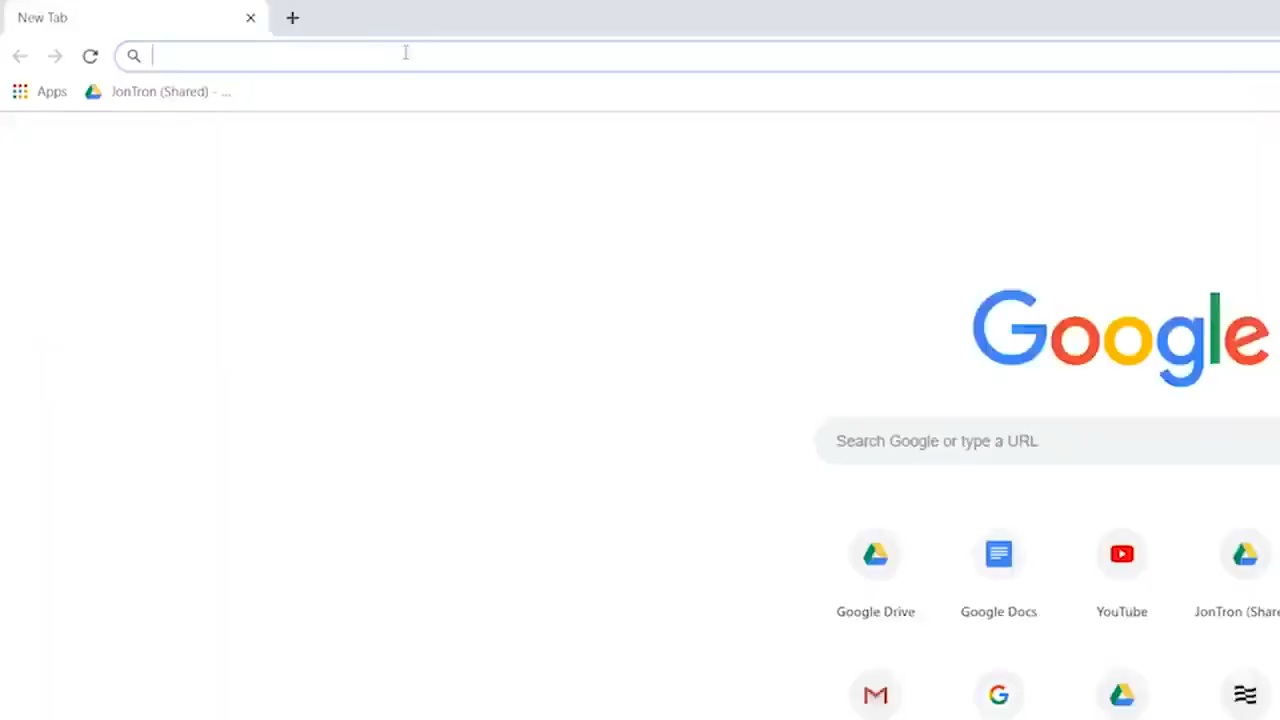 New Tab
Apps JonTron (Shared) - ...
Google
Search Google or type a URL
Google Drive Google Docs YouTube JonTron (Share